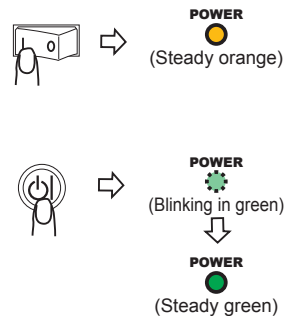 POWER
(Steady orange)
POWER
(Blinking in green)
POWER
(Steady green)